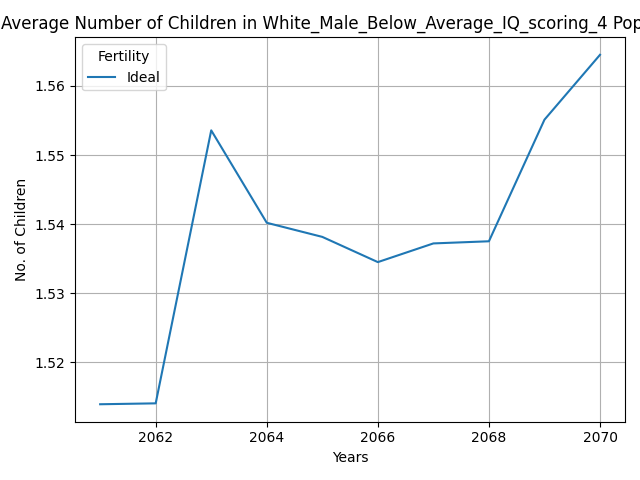 Average Number of Children in White_Male_Below_Average_IQ_scoring_4 Pop
Fertility
Ideal
1.56
1.55
1.54
1.53
1.52
No. of Children
2062 2064 2066 2068 2070
Years